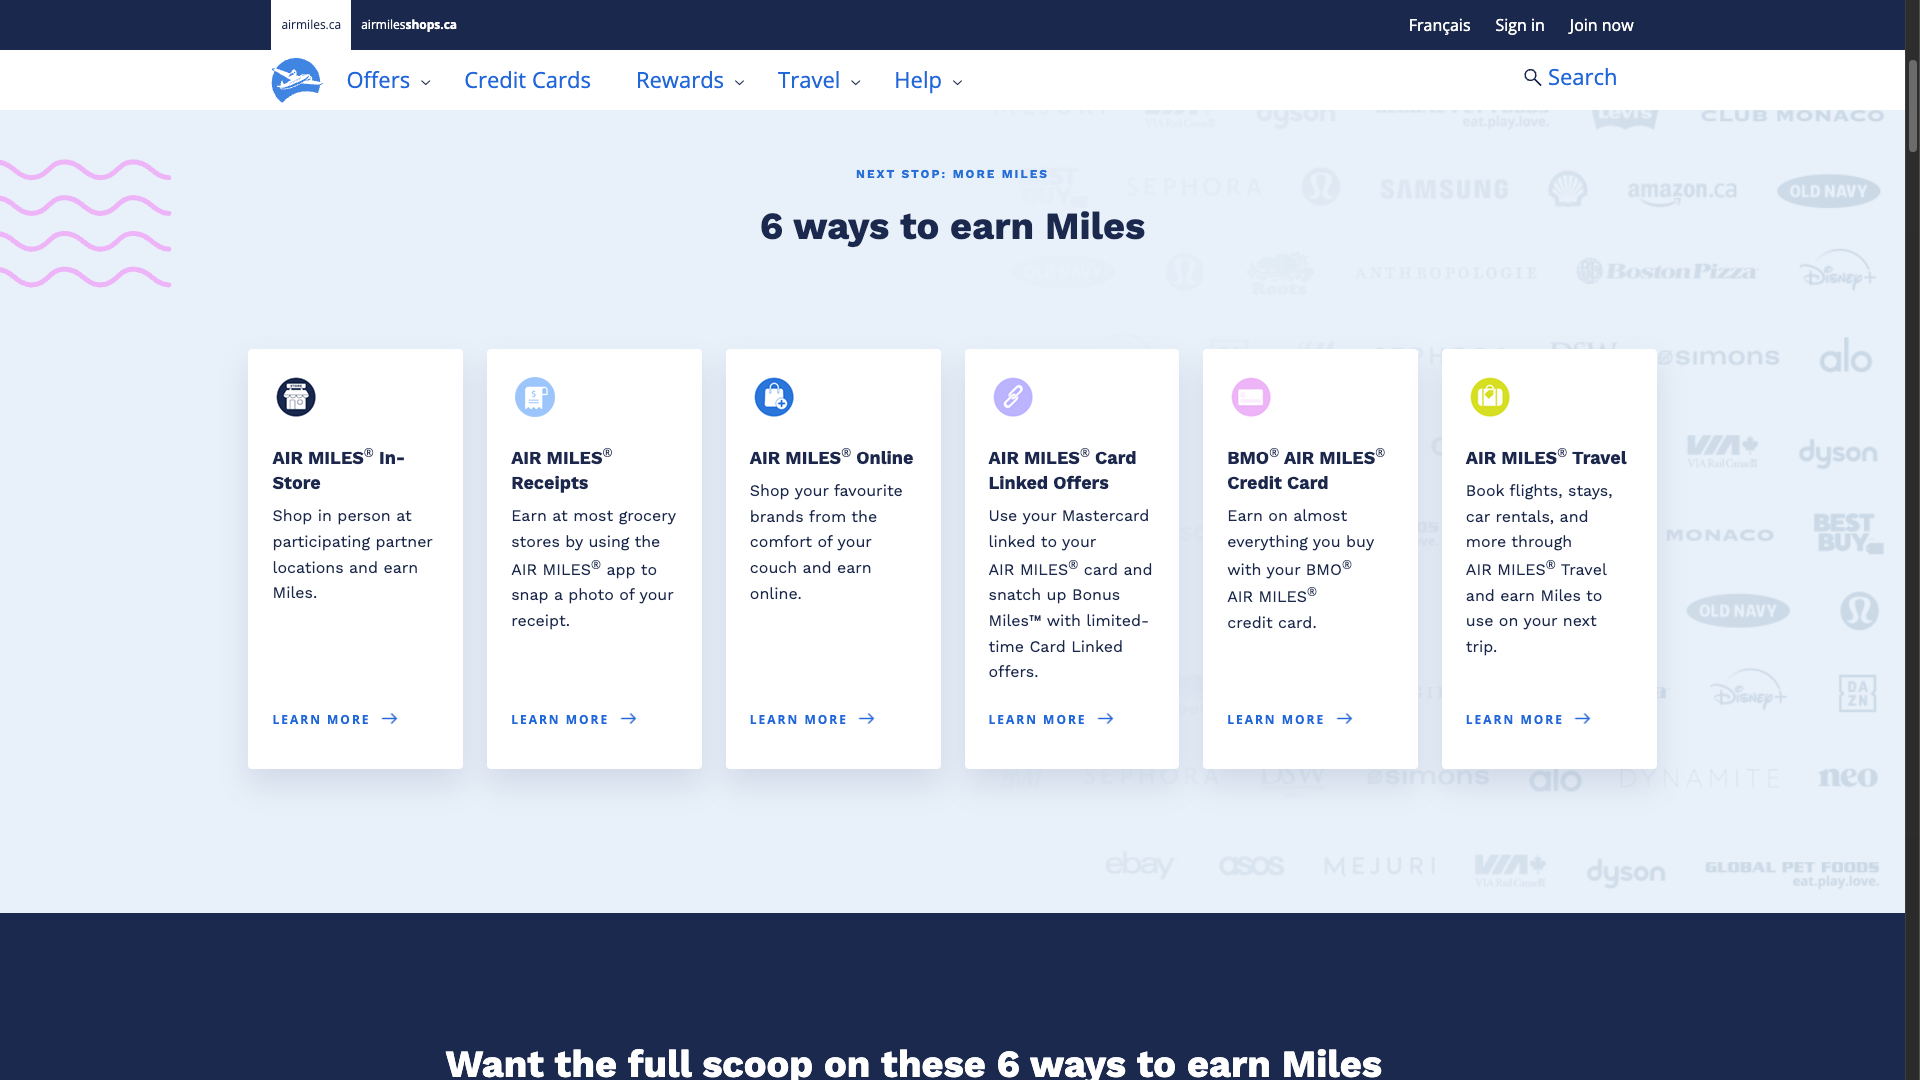 airmiles.ca
airmilesshops.ca
Français
Sign in
Join now
Offers
Credit Cards
Rewards
Travel
Help
Search
NEXT STOP: MORE MILES
6 ways to earn Miles
AIR MILES® In-
Store
Shop in person at
participating partner
locations and earn
Miles.
LEARN MORE
AIR MILES®
Receipts
Earn at most grocery
stores by using the
AIR MILES® app to
snap a photo of your
receipt.
LEARN MORE
AIR MILES® Online
Shop your favourite
brands from the
comfort of your
couch and earn
online.
LEARN MORE
AIR MILES® Card
Linked Offers
Use your Mastercard
linked to your
AIR MILES® card and
snatch up Bonus
Miles™ with limited-
time Card Linked
offers.
LEARN MORE
BMO® AIR MILES®
Credit Card
Earn on almost
everything you buy
with your BMO®
AIR MILES®
credit card.
LEARN MORE
AIR MILES® Travel
Book flights, stays,
car rentals, and
more through
AIR MILES® Travel
and earn Miles to
use on your next
trip.
LEARN MORE
dyson
eat.play.love.
Levi's
CLUB MONACO
SEPHORA
SAMSUNG
amazon.ca
OLD NAVY
Roots
ANTHROPOLOGIE
Boston Pizza
Disney+
DSW
simons
alo
VIA Rail Canada
dyson
MONACO
BEST
BUY
OLD NAVY
Disney+
DA
ZN
SEPHORA
DSW
simons
alo
DYNAMITE
neo
ebay
asos
MEJURI
VIA
VIA Rail Canada
dyson
GLOBAL PET FOODS
eat.play.love.
Want the full scoop on these 6 ways to earn Miles